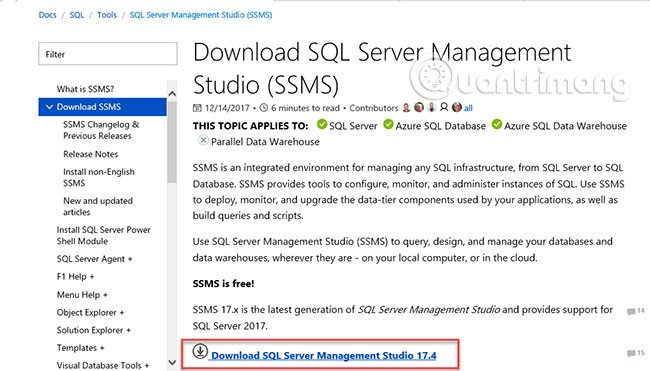 Docs / SQL / Tools / SQL Server Management Studio (SSMS)
Filter
What is SSMS?
Download SSMS
SSMS Changelog &
Previous Releases
Release Notes
Install non-English
SSMS
New and updated
articles
Install SQL Server Power
Shell Module
SQL Server Agent +
F1 Help +
Menu Help +
Object Explorer +
Solution Explorer +
Templates +
Visual Database Tools +
Download SQL Server Management
Studio (SSMS)
Quantrimang
12/14/2017 • 6 minutes to read • Contributors all
THIS TOPIC APPLIES TO: SQL Server Azure SQL Database Azure SQL Data Warehouse
Parallel Data Warehouse
SSMS is an integrated environment for managing any SQL infrastructure, from SQL Server to SQL
Database. SSMS provides tools to configure, monitor, and administer instances of SQL. Use SSMS
to deploy, monitor, and upgrade the data-tier components used by your applications, as well as
build queries and scripts.
Use SQL Server Management Studio (SSMS) to query, design, and manage your databases and
data warehouses, wherever they are - on your local computer, or in the cloud.
SSMS is free!
SSMS 17.x is the latest generation of SQL Server Management Studio and provides support for
SQL Server 2017.
14
Download SQL Server Management Studio 17.4
15